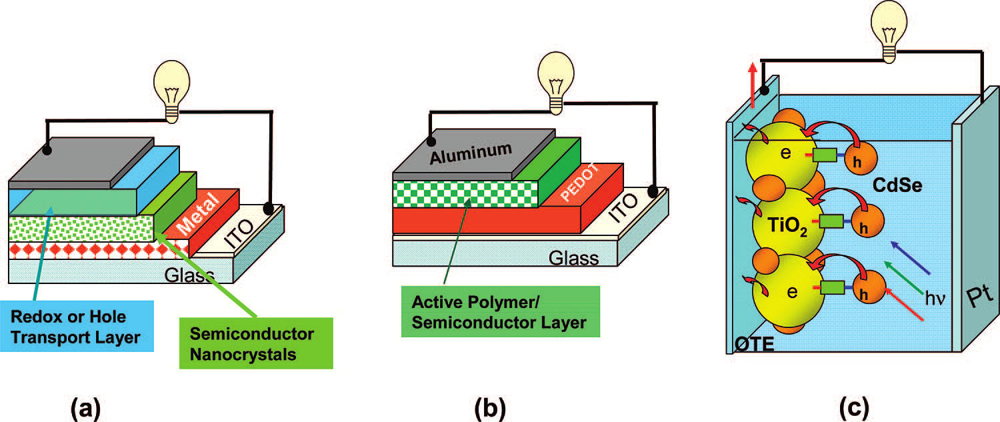 Metal
ITO
Glass
Redox or Hole
Transport Layer
Semiconductor
Nanocrystals
(a)
Aluminum
PEDOT
ITO
Glass
Active Polymer/
Semiconductor Layer
(b)
e
h
CdSe
TiO₂
h
e
h
hν
Pt
OTE
(c)